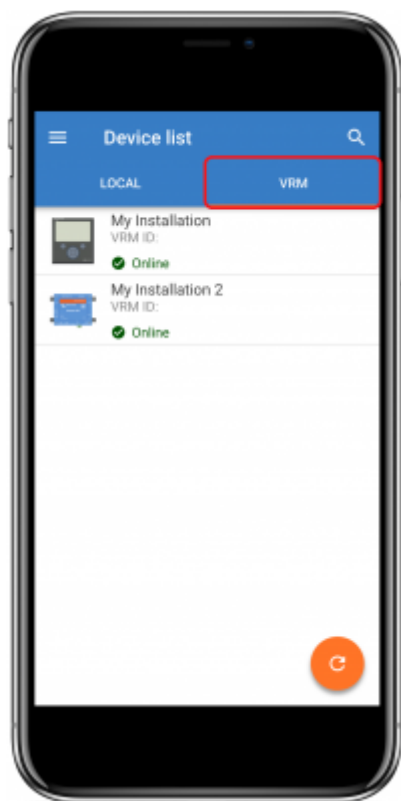 Device list
LOCAL VRM
My Installation
VRM ID:
Online
My Installation 2
VRM ID:
Online